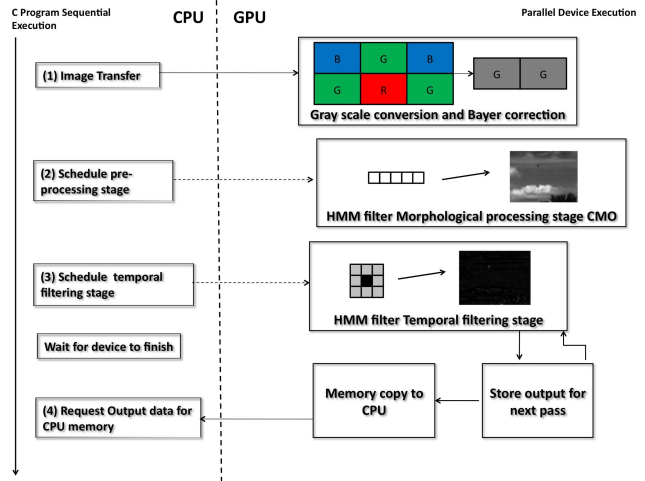 C Program Sequential
Execution
CPU
GPU
Parallel Device Execution
(1) Image Transfer
B G B
G R G
G G
Gray scale conversion and Bayer correction
(2) Schedule pre-
processing stage
HMM filter Morphological processing stage CMO
(3) Schedule temporal
filtering stage
HMM filter Temporal filtering stage
Wait for device to finish
Memory copy to
CPU
Store output for
next pass
(4) Request Output data for
CPU memory